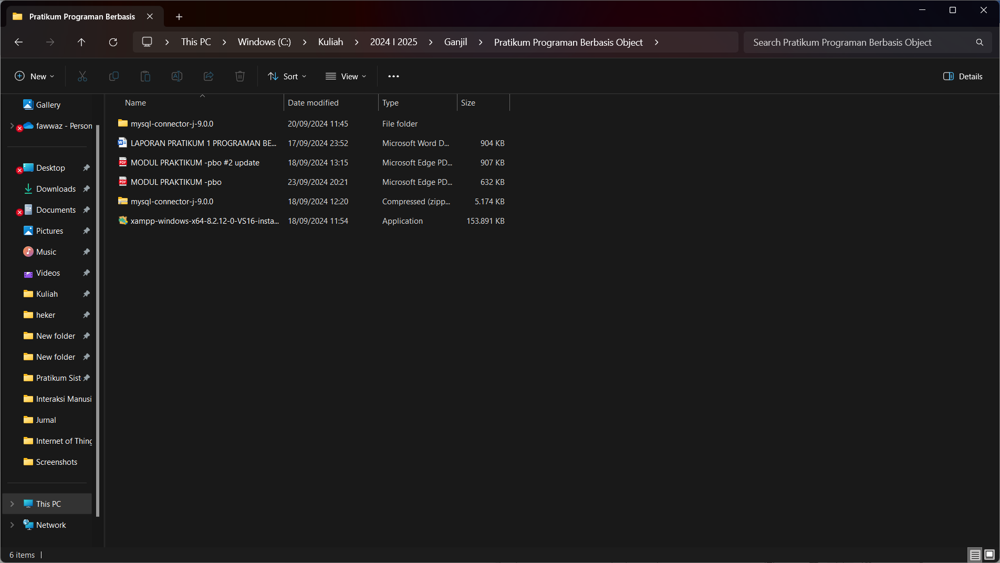 Pratikum Programan Berbasis
This PC
Windows (C:)
Kuliah
2024 I 2025
Ganjil
Pratikum Programan Berbasis Object
Search Pratikum Programan Berbasis Object
New
Sort
View
Details
Name Date modified Type Size
mysql-connector-j-9.0.0 20/09/2024 11:45 File folder
LAPORAN PRATIKUM 1 PROGRAMAN BE... 17/09/2024 23:52 Microsoft Word D... 904 KB
MODUL PRAKTIKUM -pbo #2 update 18/09/2024 13:15 Microsoft Edge PD... 907 KB
MODUL PRAKTIKUM -pbo 23/09/2024 20:21 Microsoft Edge PD... 632 KB
mysql-connector-j-9.0.0 18/09/2024 12:20 Compressed (zipp... 5.174 KB
xampp-windows-x64-8.2.12-0-VS16-insta... 18/09/2024 11:54 Application 153.891 KB
Gallery
fawwaz - Person
Desktop
Downloads
Documents
Pictures
Music
Videos
Kuliah
heker
New folder
New folder
Pratikum Sist
Interaksi Manusi
Jurnal
Internet of Thing
Screenshots
This PC
Network
6 items